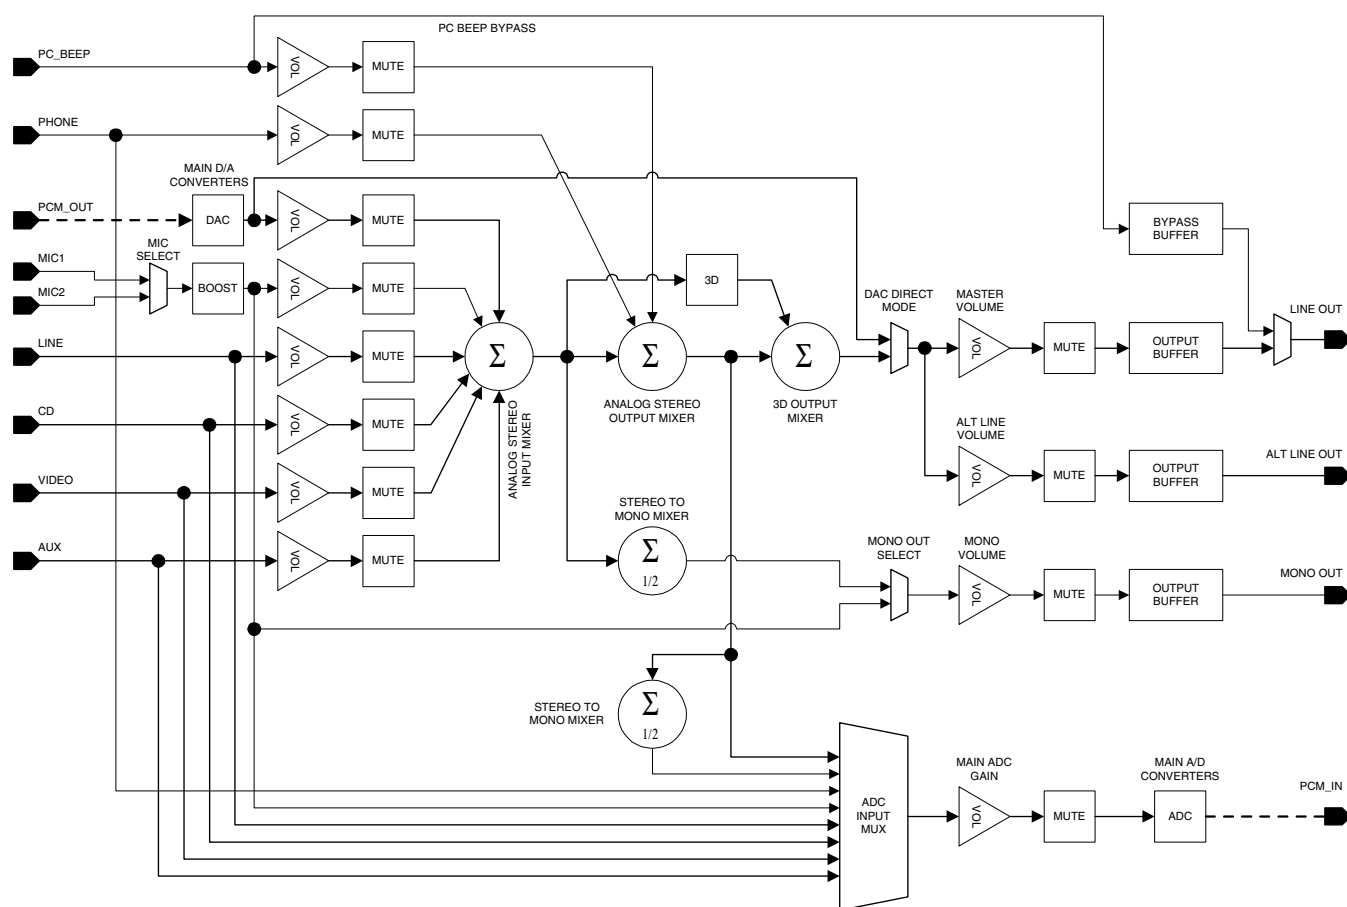 PC BEEP BYPASS
PC_BEEP
VOL
MUTE
PHONE
VOL
MUTE
MAIN D/A
CONVERTERS
PCM_OUT
DAC
VOL
MUTE
BYPASS
BUFFER
MIC
SELECT
MIC1
MIC2
BOOST
VOL
MUTE
3D
DAC DIRECT
MODE
MASTER
VOLUME
LINE OUT
LINE
VOL
MUTE
Σ
ANALOG STEREO
INPUT MIXER
Σ
ANALOG STEREO
OUTPUT MIXER
Σ
3D OUTPUT
MIXER
VOL
MUTE
OUTPUT
BUFFER
CD
VOL
MUTE
ALT LINE
VOLUME
VOL
MUTE
OUTPUT
BUFFER
ALT LINE OUT
VIDEO
VOL
MUTE
STEREO TO
MONO MIXER
Σ
1/2
AUX
VOL
MUTE
MONO OUT
SELECT
MONO
VOLUME
VOL
MUTE
OUTPUT
BUFFER
MONO OUT
STEREO TO
MONO MIXER
Σ
1/2
ADC
INPUT
MUX
MAIN ADC
GAIN
VOL
MUTE
MAIN A/D
CONVERTERS
ADC
PCM_IN